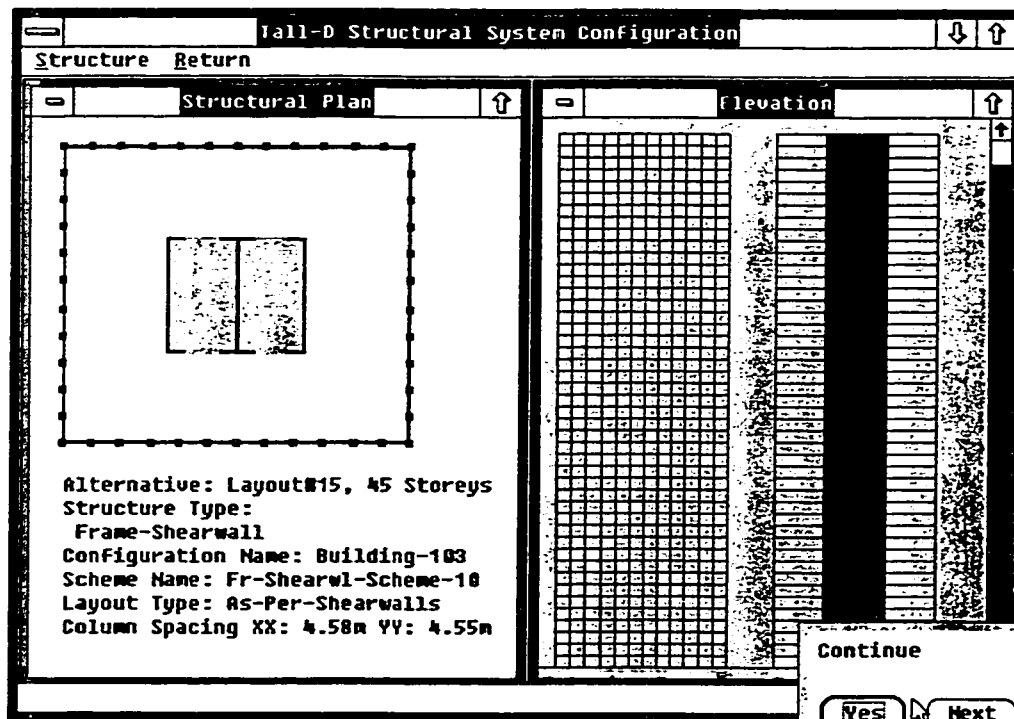 Tall-D Structural System Configuration
Structure Return
Structural Plan
Elevation
Alternative: Layout#15, 45 Storeys
Structure Type:
Frame-Shearwall
Configuration Name: Building-103
Scheme Name: Fr-Shearwl-Scheme-10
Layout Type: As-Per-Shearwalls
Column Spacing XX: 4.58m YY: 4.55m
Continue
Yes Next